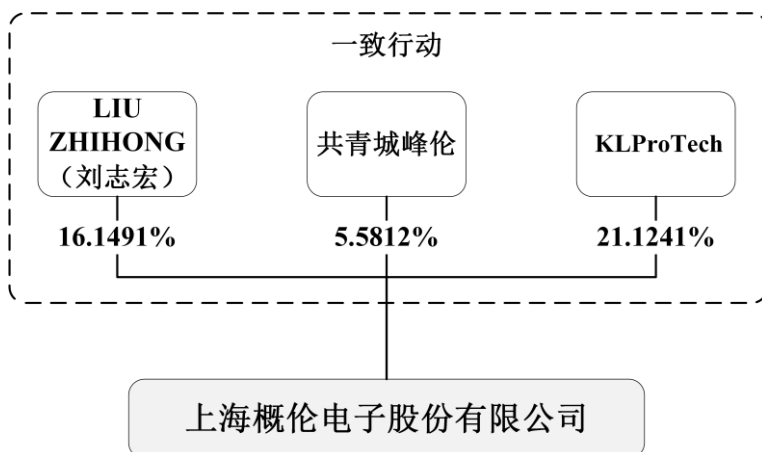 一致行动
LIU
ZHIHONG
（刘志宏）
共青城峰伦
KLProTech
16.1491%
5.5812%
21.1241%
上海概伦电子股份有限公司